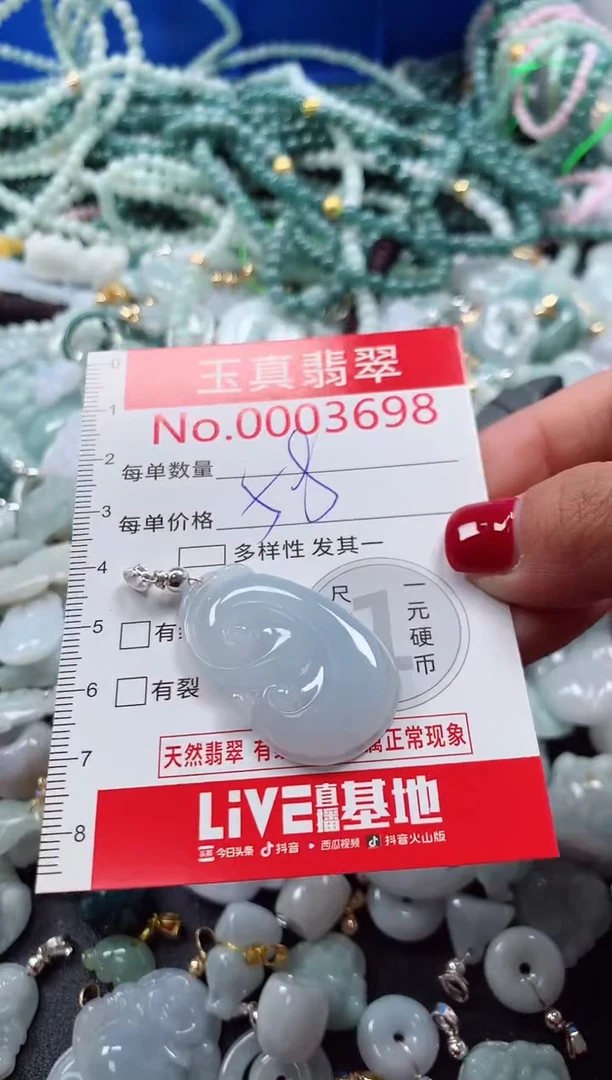 玉真翡翠
No.0003698
每单数量
每单价格
多样性 发其一
有
尺 一元硬币
1
有裂
天然翡翠 有 属正常现象
LiVE直播基地
今日头条 抖音 西瓜视频 抖音火山版
0
1
2
3
4
5
6
7
8